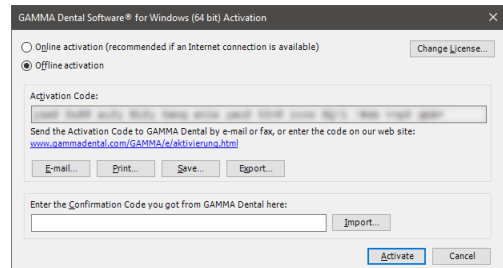 GAMMA Dental Software® for Windows (64 bit) Activation
Online activation (recommended if an Internet connection is available)
Change License...
Offline activation
Activation Code:
Send the Activation Code to GAMMA Dental by e-mail or fax, or enter the code on our web site:
www.gammadental.com/GAMMA/e/aktivierung.html
E-mail...
Print...
Save...
Export...
Enter the Confirmation Code you got from GAMMA Dental here:
Import...
Activate
Cancel